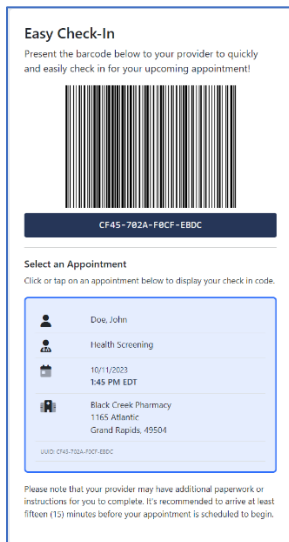 Easy Check-In
Present the barcode below to your provider to quickly
and easily check in for your upcoming appointment!
CF45-702A-F0CF-EBDC
Select an Appointment
Click or tap on an appointment below to display your check in code.
Doe, John
Health Screening
10/11/2023
1:45 PM EDT
Black Creek Pharmacy
1165 Atlantic
Grand Rapids, 49504
UUID: CF45-702A-F0CF-EBDC
Please note that your provider may have additional paperwork or
instructions for you to complete. It's recommended to arrive at least
fifteen (15) minutes before your appointment is scheduled to begin.